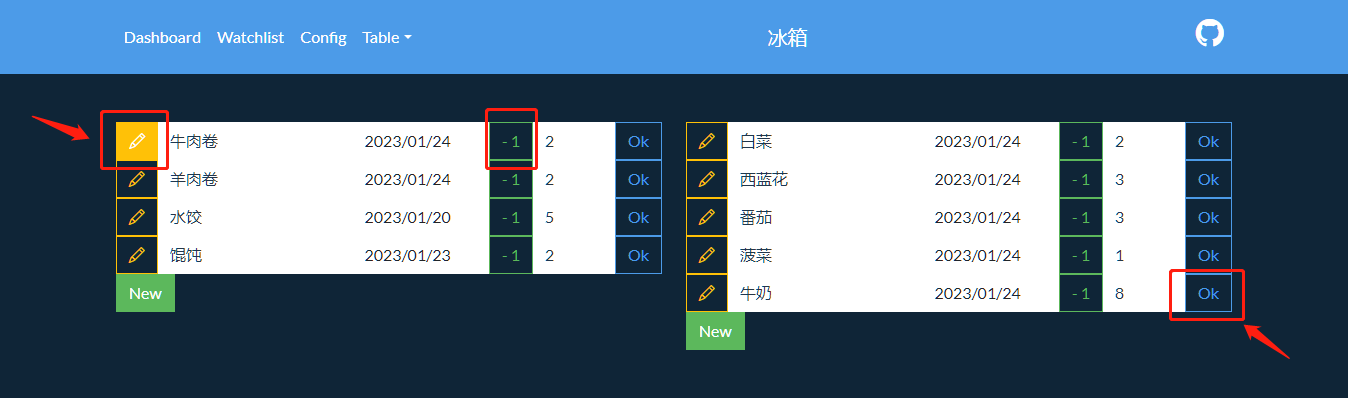 Dashboard Watchlist Config Table 冰箱
牛肉卷 2023/01/24 - 1 2 Ok
羊肉卷 2023/01/24 - 1 2 Ok
水饺 2023/01/20 - 1 5 Ok
馄饨 2023/01/23 - 1 2 Ok
New
白菜 2023/01/24 - 1 2 Ok
西蓝花 2023/01/24 - 1 3 Ok
番茄 2023/01/24 - 1 3 Ok
菠菜 2023/01/24 - 1 1 Ok
牛奶 2023/01/24 - 1 8 Ok
New